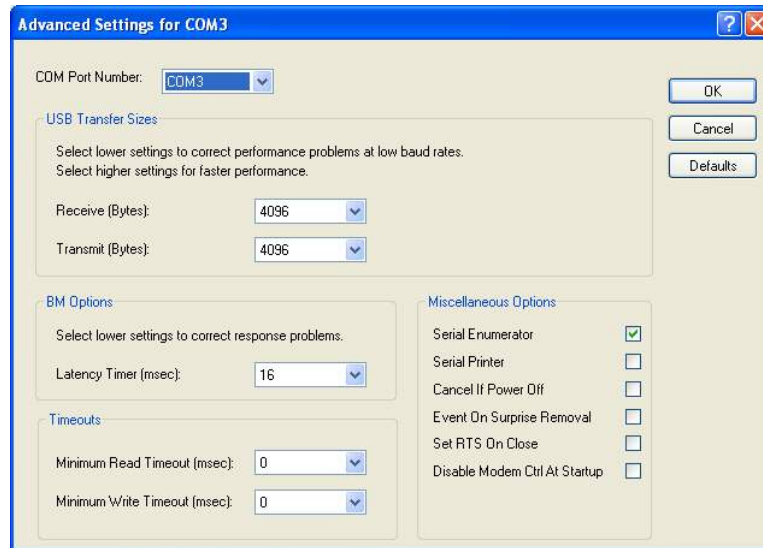 Advanced Settings for COM3
COM Port Number: COM3
OK
Cancel
Defaults
USB Transfer Sizes
Select lower settings to correct performance problems at low baud rates.
Select higher settings for faster performance.
Receive (Bytes): 4096
Transmit (Bytes): 4096
BM Options
Select lower settings to correct response problems.
Latency Timer (msec): 16
Timeouts
Minimum Read Timeout (msec): 0
Minimum Write Timeout (msec): 0
Miscellaneous Options
Serial Enumerator
Serial Printer
Cancel If Power Off
Event On Surprise Removal
Set RTS On Close
Disable Modem Ctrl At Startup